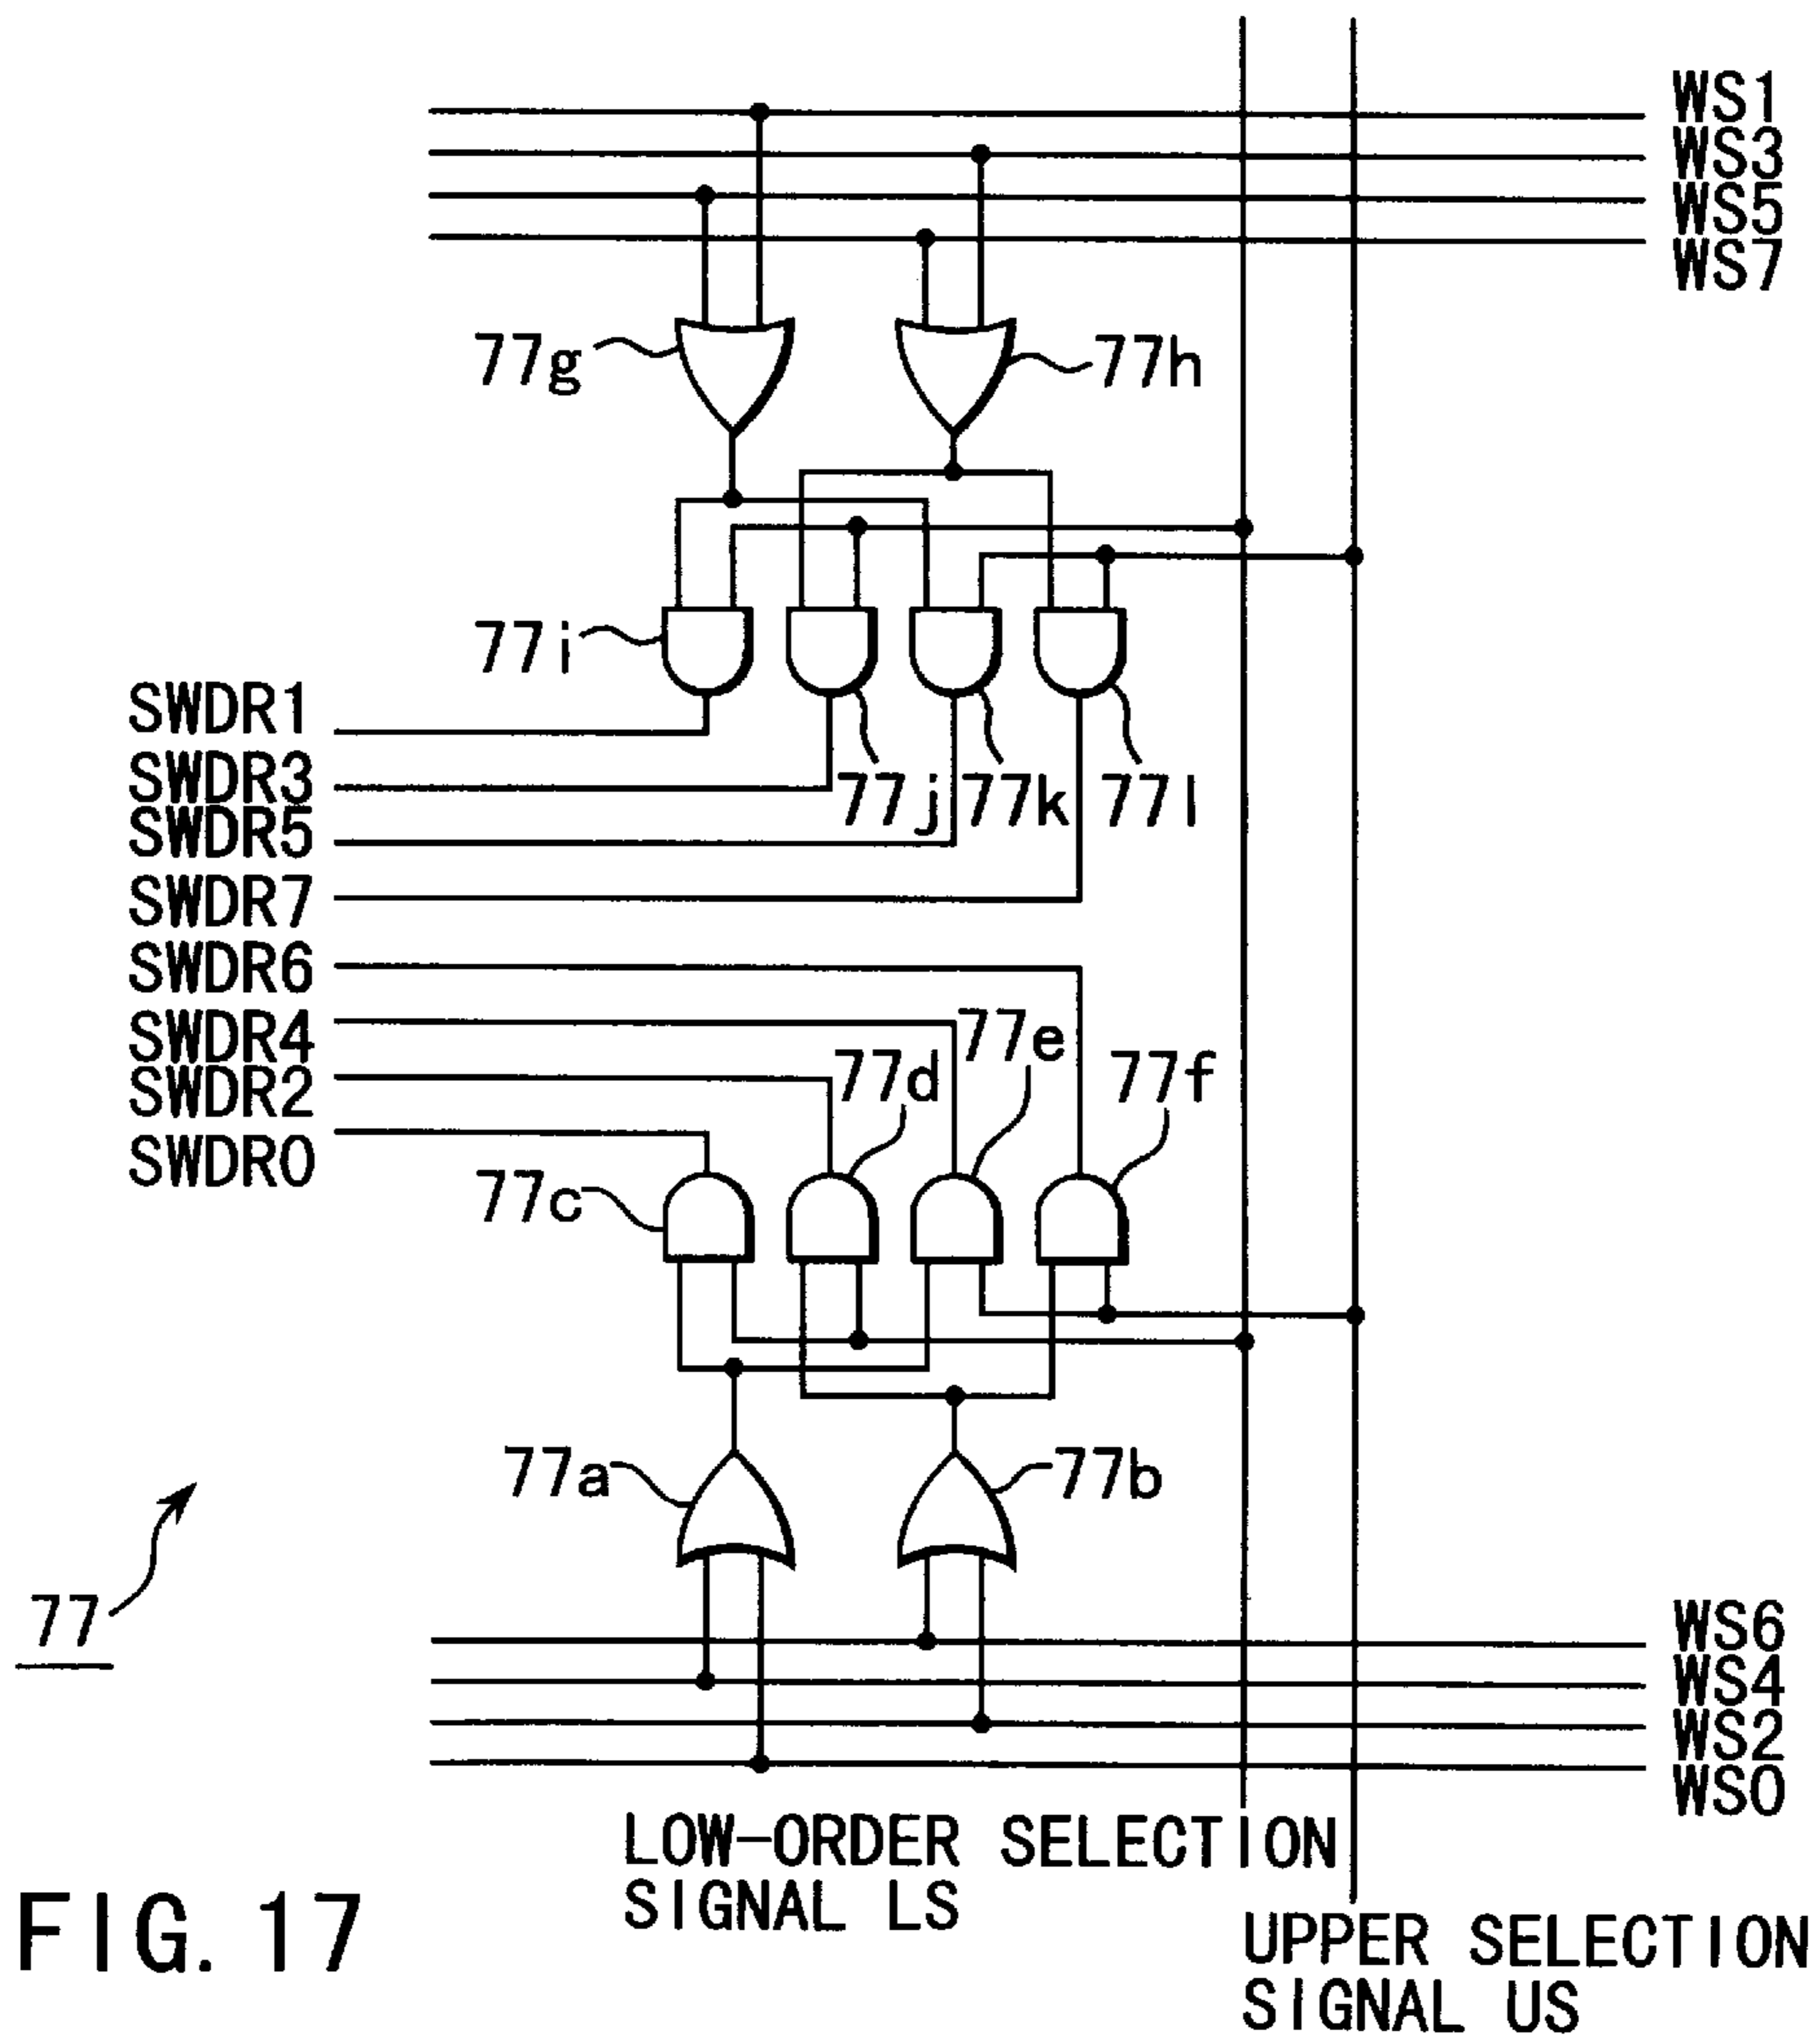 WS1
WS3
WS5
WS7
77g
77h
77i
SWDR1
SWDR3
77j
77k
77l
SWDR5
SWDR7
SWDR6
SWDR4
77e
77d
77f
SWDR2
SWDR0
77c
77a
77b
77
WS6
WS4
WS2
WS0
LOW-ORDER SELECTION
SIGNAL LS
FIG. 17
UPPER SELECTION
SIGNAL US